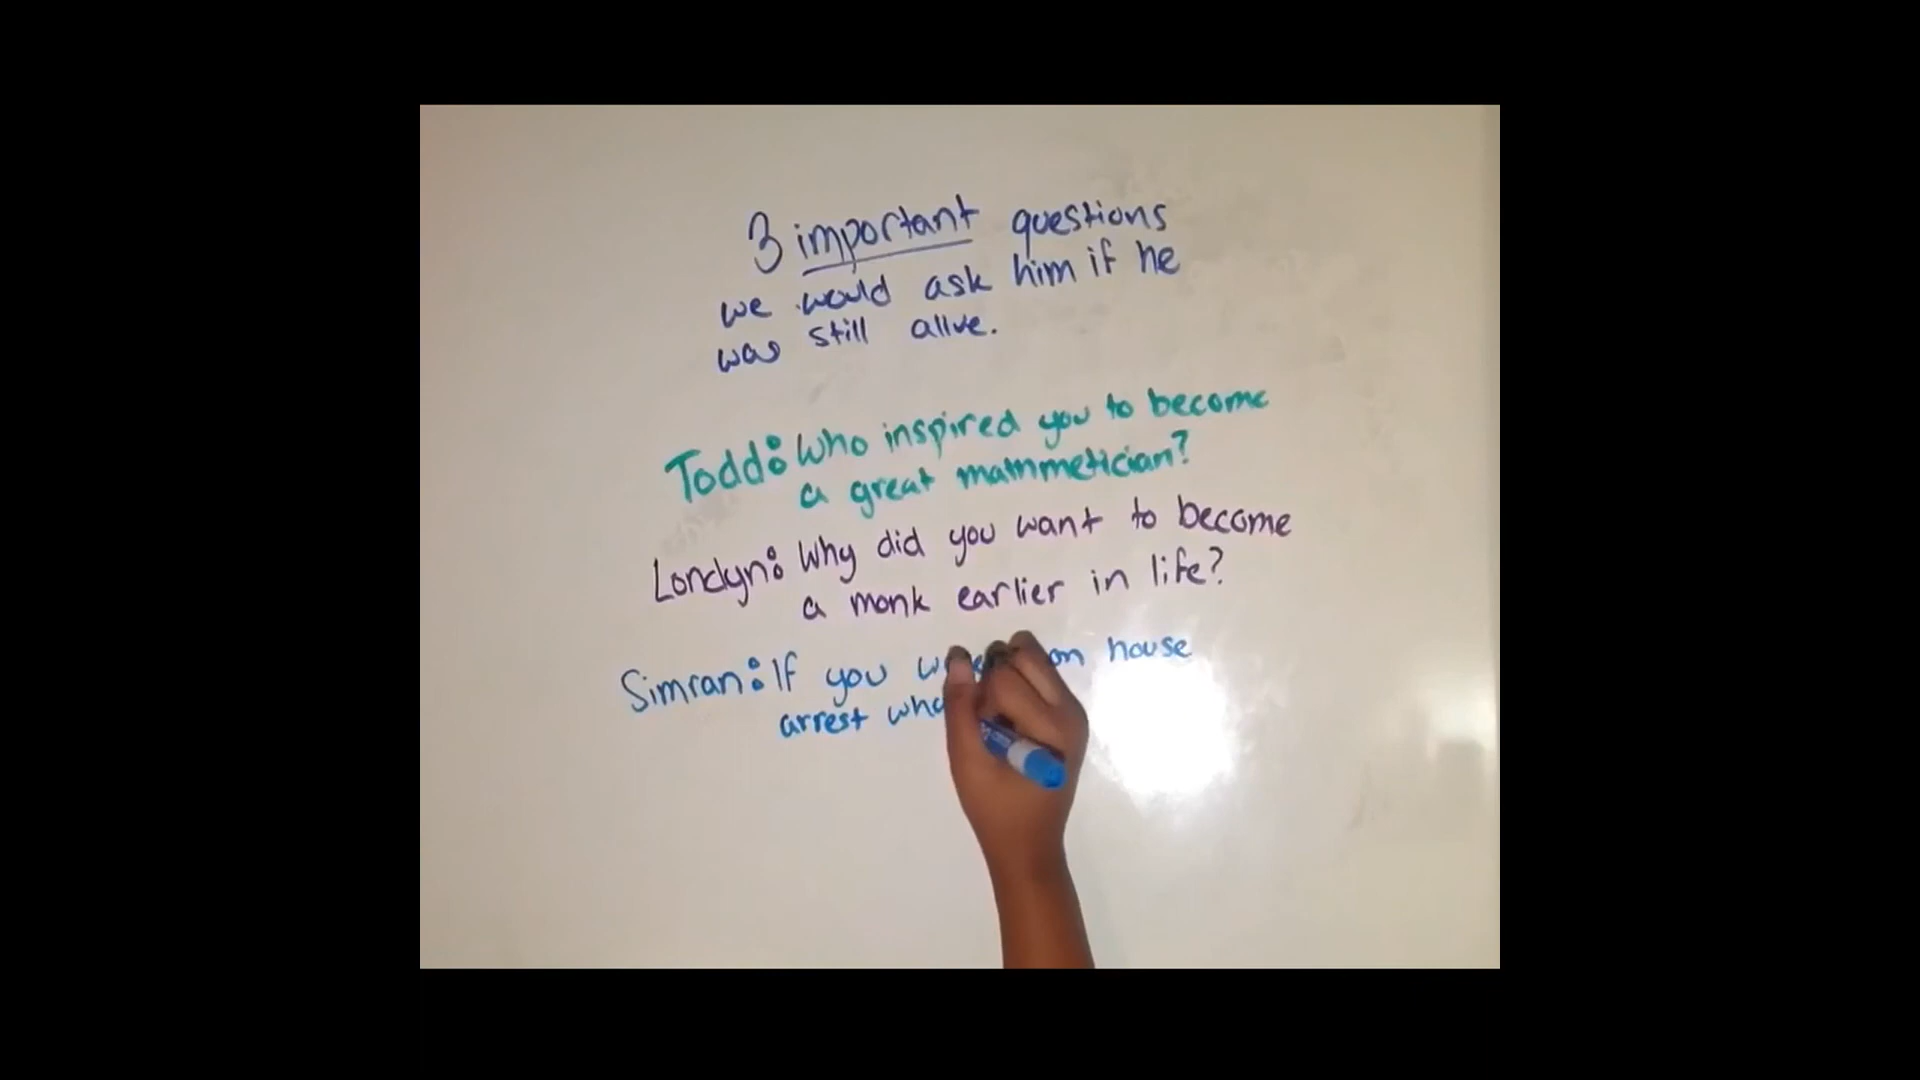 3 important questions
we would ask him if he
was still alive.
Todd: Who inspired you to become
a great mathmetician?
Londyn: Why did you want to become
a monk earlier in life?
Simran: If you on house
arrest